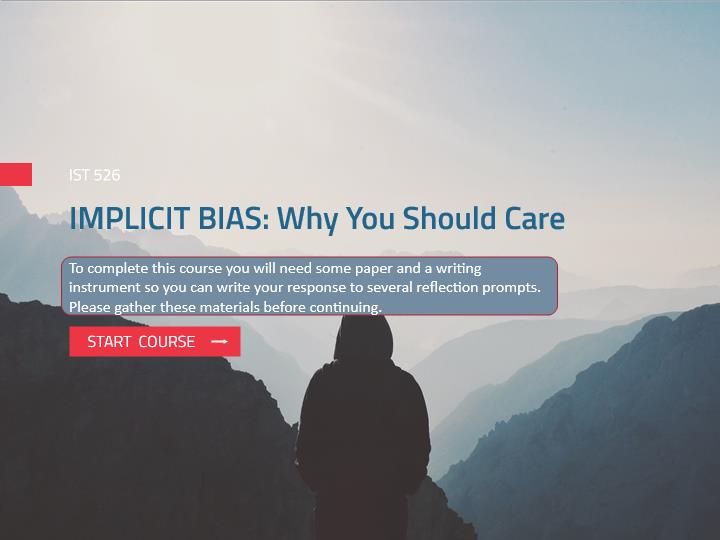 IST 526
IMPLICIT BIAS: Why You Should Care
To complete this course you will need some paper and a writing
instrument so you can write your response to several reflection prompts.
Please gather these materials before continuing.
START COURSE